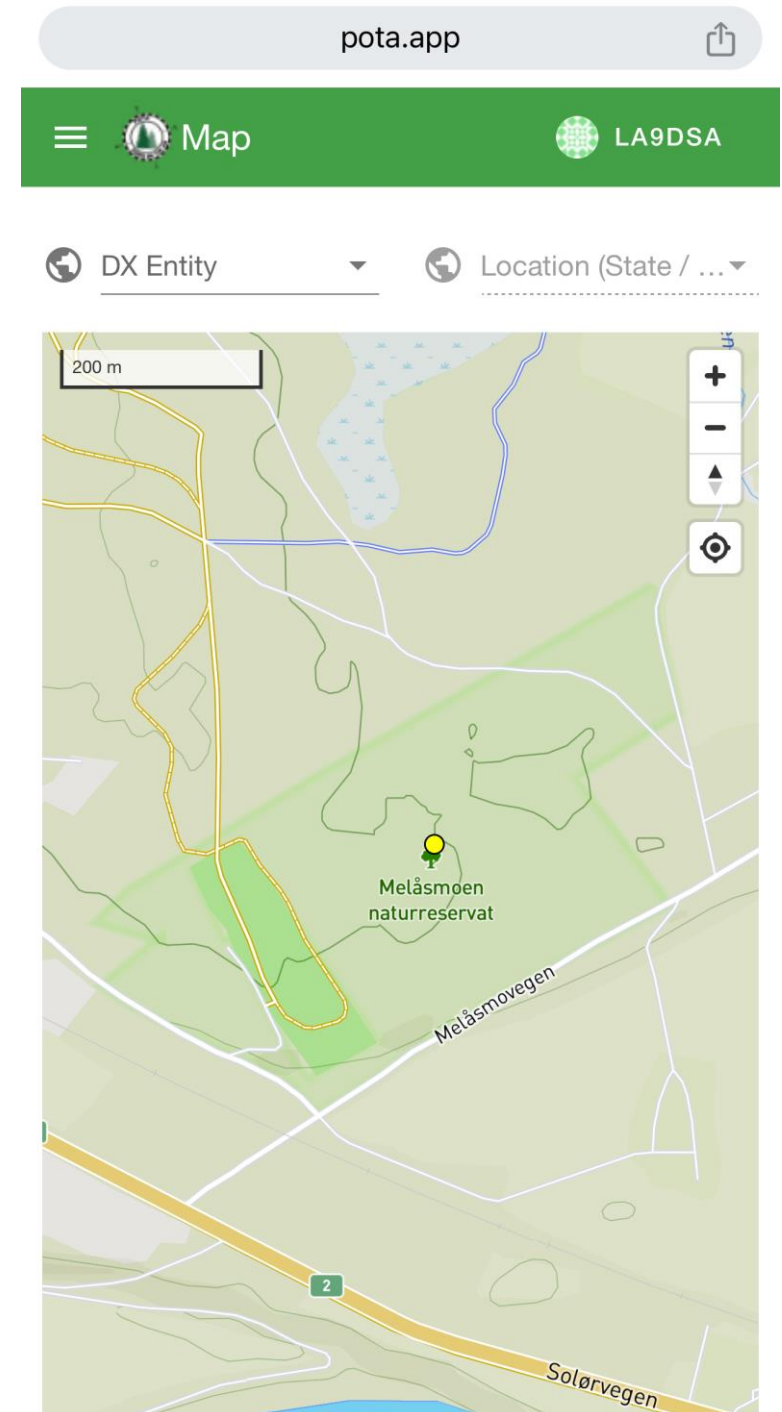 pota.app
Map
LA9DSA
DX Entity
Location (State / …
200 m
Melåsmoen
naturreservat
Melåsmovegen
2
Solørvegen